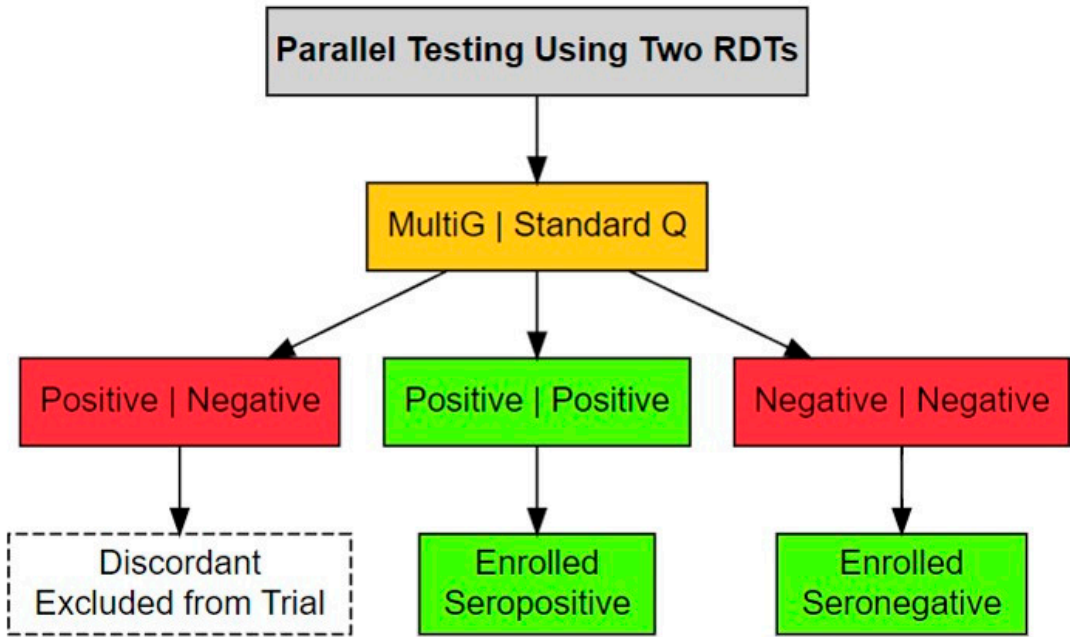 Parallel Testing Using Two RDTs
MultiG | Standard Q
Positive | Negative
Positive | Positive
Negative | Negative
Discordant
Excluded from Trial
Enrolled
Seropositive
Enrolled
Seronegative